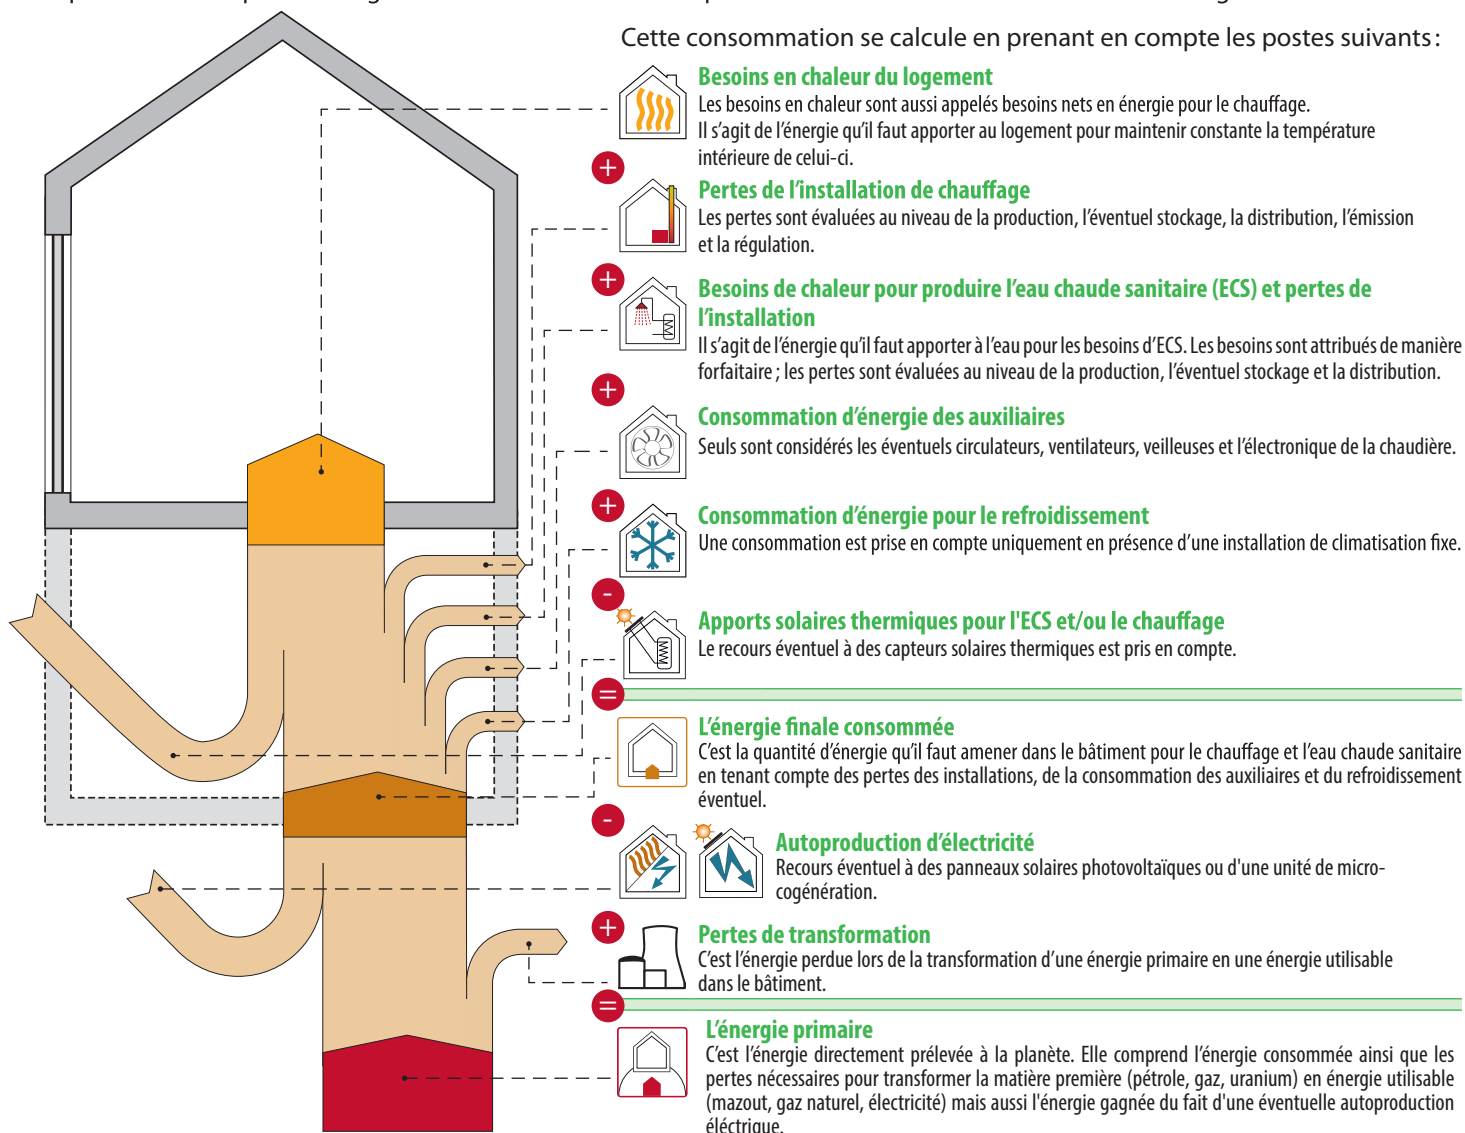 Cette consommation se calcule en prenant en compte les postes suivants :
Besoins en chaleur du logement
Les besoins en chaleur sont aussi appelés besoins nets en énergie pour le chauffage.
Il s'agit de l'énergie qu'il faut apporter au logement pour maintenir constante la température
intérieure de celui-ci.
+
Pertes de l'installation de chauffage
Les pertes sont évaluées au niveau de la production, l'éventuel stockage, la distribution, l'émission
et la régulation.
+
Besoins de chaleur pour produire l'eau chaude sanitaire (ECS) et pertes de
l'installation
Il s'agit de l'énergie qu'il faut apporter à l'eau pour les besoins d'ECS. Les besoins sont attribués de manière
forfaitaire ; les pertes sont évaluées au niveau de la production, l'éventuel stockage et la distribution.
+
Consommation d'énergie des auxiliaires
Seuls sont considérés les éventuels circulateurs, ventilateurs, veilleuses et l'électronique de la chaudière.
+
Consommation d'énergie pour le refroidissement
Une consommation est prise en compte uniquement en présence d'une installation de climatisation fixe.
-
Apports solaires thermiques pour l'ECS et/ou le chauffage
Le recours éventuel à des capteurs solaires thermiques est pris en compte.
=
L'énergie finale consommée
C'est la quantité d'énergie qu'il faut amener dans le bâtiment pour le chauffage et l'eau chaude sanitaire
en tenant compte des pertes des installations, de la consommation des auxiliaires et du refroidissement
éventuel.
-
Autoproduction d'électricité
Recours éventuel à des panneaux solaires photovoltaïques ou d'une unité de micro-
cogénération.
+
Pertes de transformation
C'est l'énergie perdue lors de la transformation d'une énergie primaire en une énergie utilisable
dans le bâtiment.
=
L'énergie primaire
C'est l'énergie directement prélevée à la planète. Elle comprend l'énergie consommée ainsi que les
pertes nécessaires pour transformer la matière première (pétrole, gaz, uranium) en énergie utilisable
(mazout, gaz naturel, électricité) mais aussi l'énergie gagnée du fait d'une éventuelle autoproduction
éléctrique.